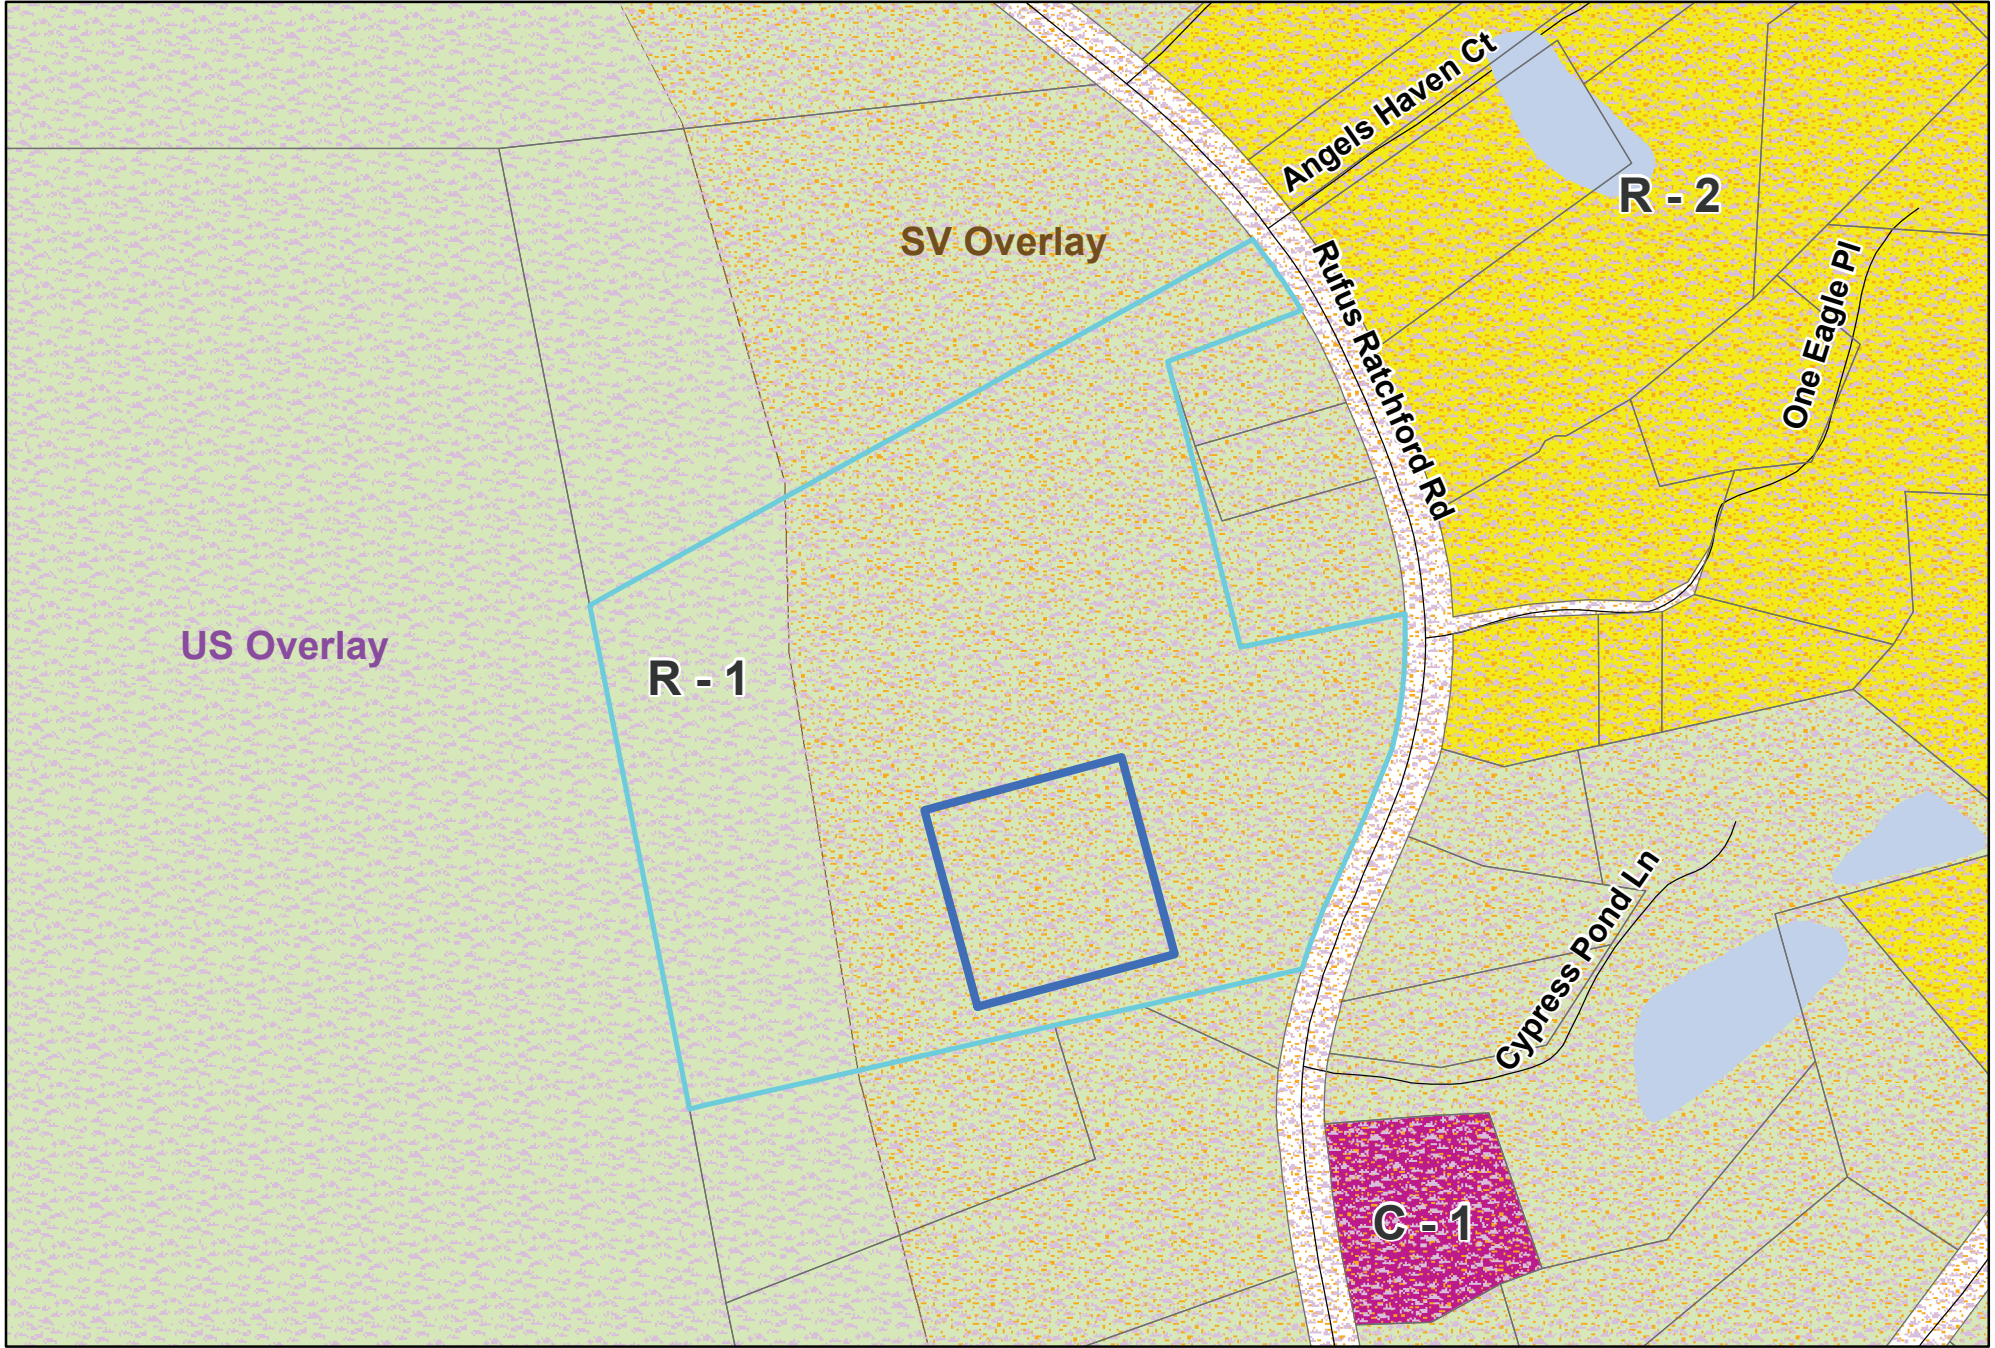 Angels Haven Ct
R - 2
SV Overlay
Rufus Ratchford Rd
One Eagle Pl
US Overlay
R - 1
Cypress Pond Ln
C - 1